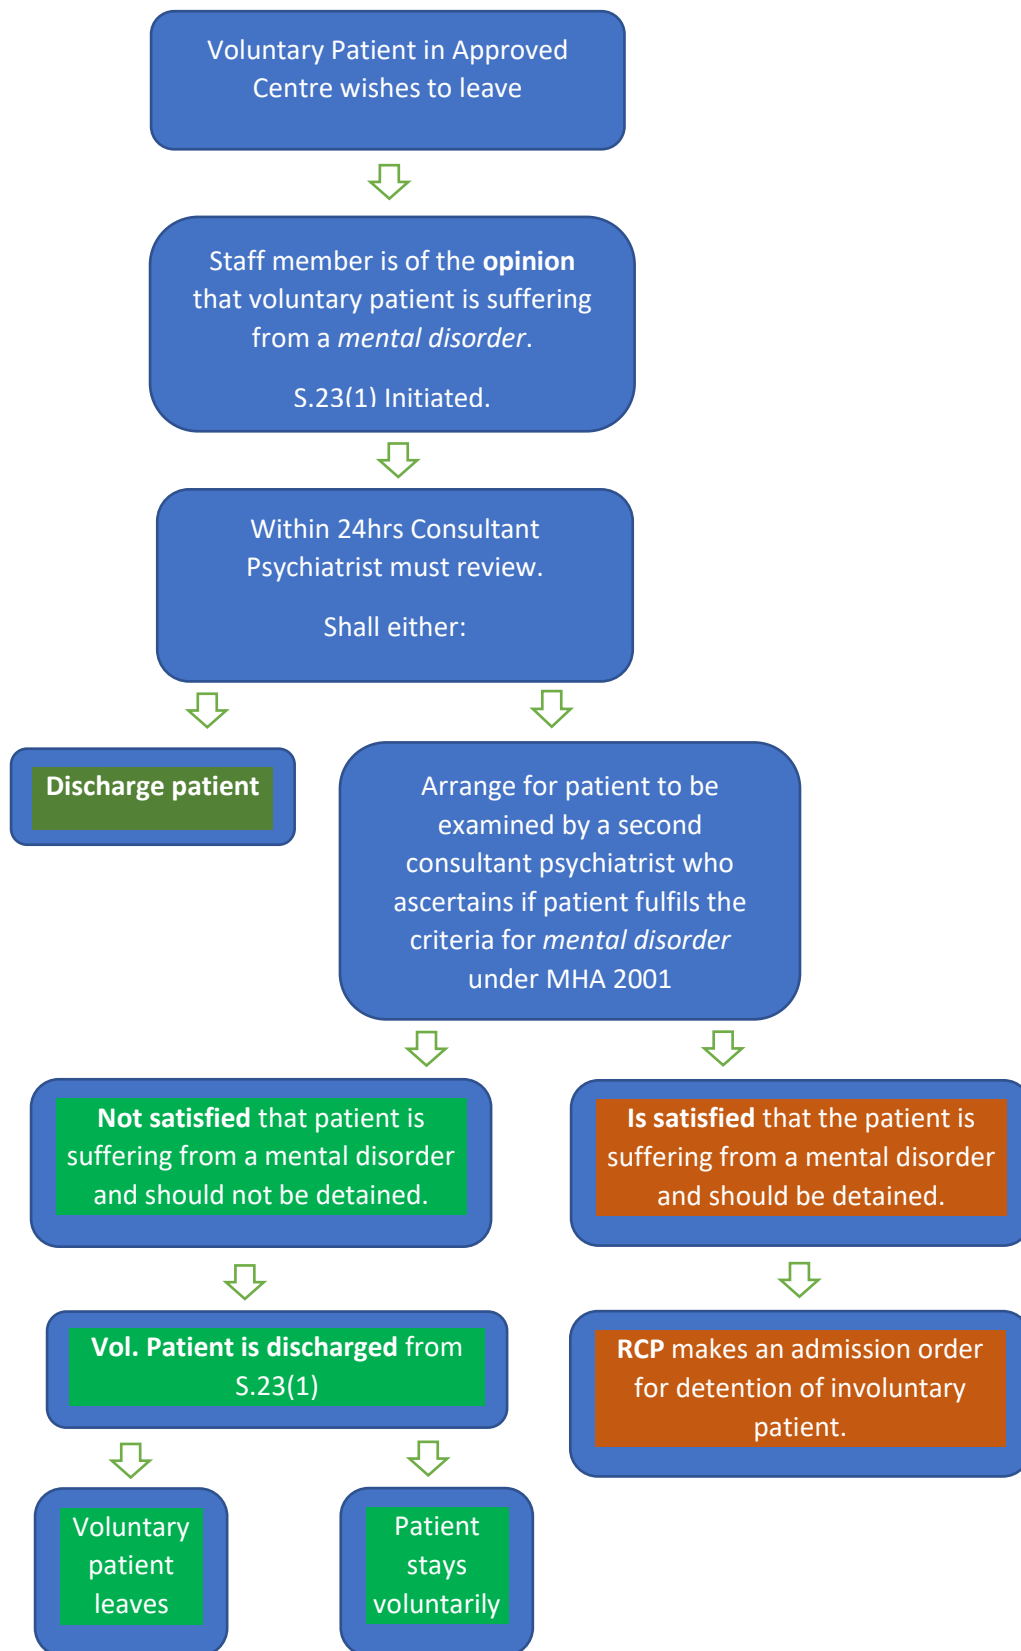 Voluntary Patient in Approved
Centre wishes to leave
Staff member is of the opinion
that voluntary patient is suffering
from a mental disorder.
S.23(1) Initiated.
Within 24hrs Consultant
Psychiatrist must review.
Shall either:
Discharge patient
Arrange for patient to be
examined by a second
consultant psychiatrist who
ascertains if patient fulfils the
criteria for mental disorder
under MHA 2001
Not satisfied that patient is
suffering from a mental disorder
and should not be detained.
Is satisfied that the patient is
suffering from a mental disorder
and should be detained.
Vol. Patient is discharged from
S.23(1)
RCP makes an admission order
for detention of involuntary
patient.
Voluntary
patient
leaves
Patient
stays
voluntarily